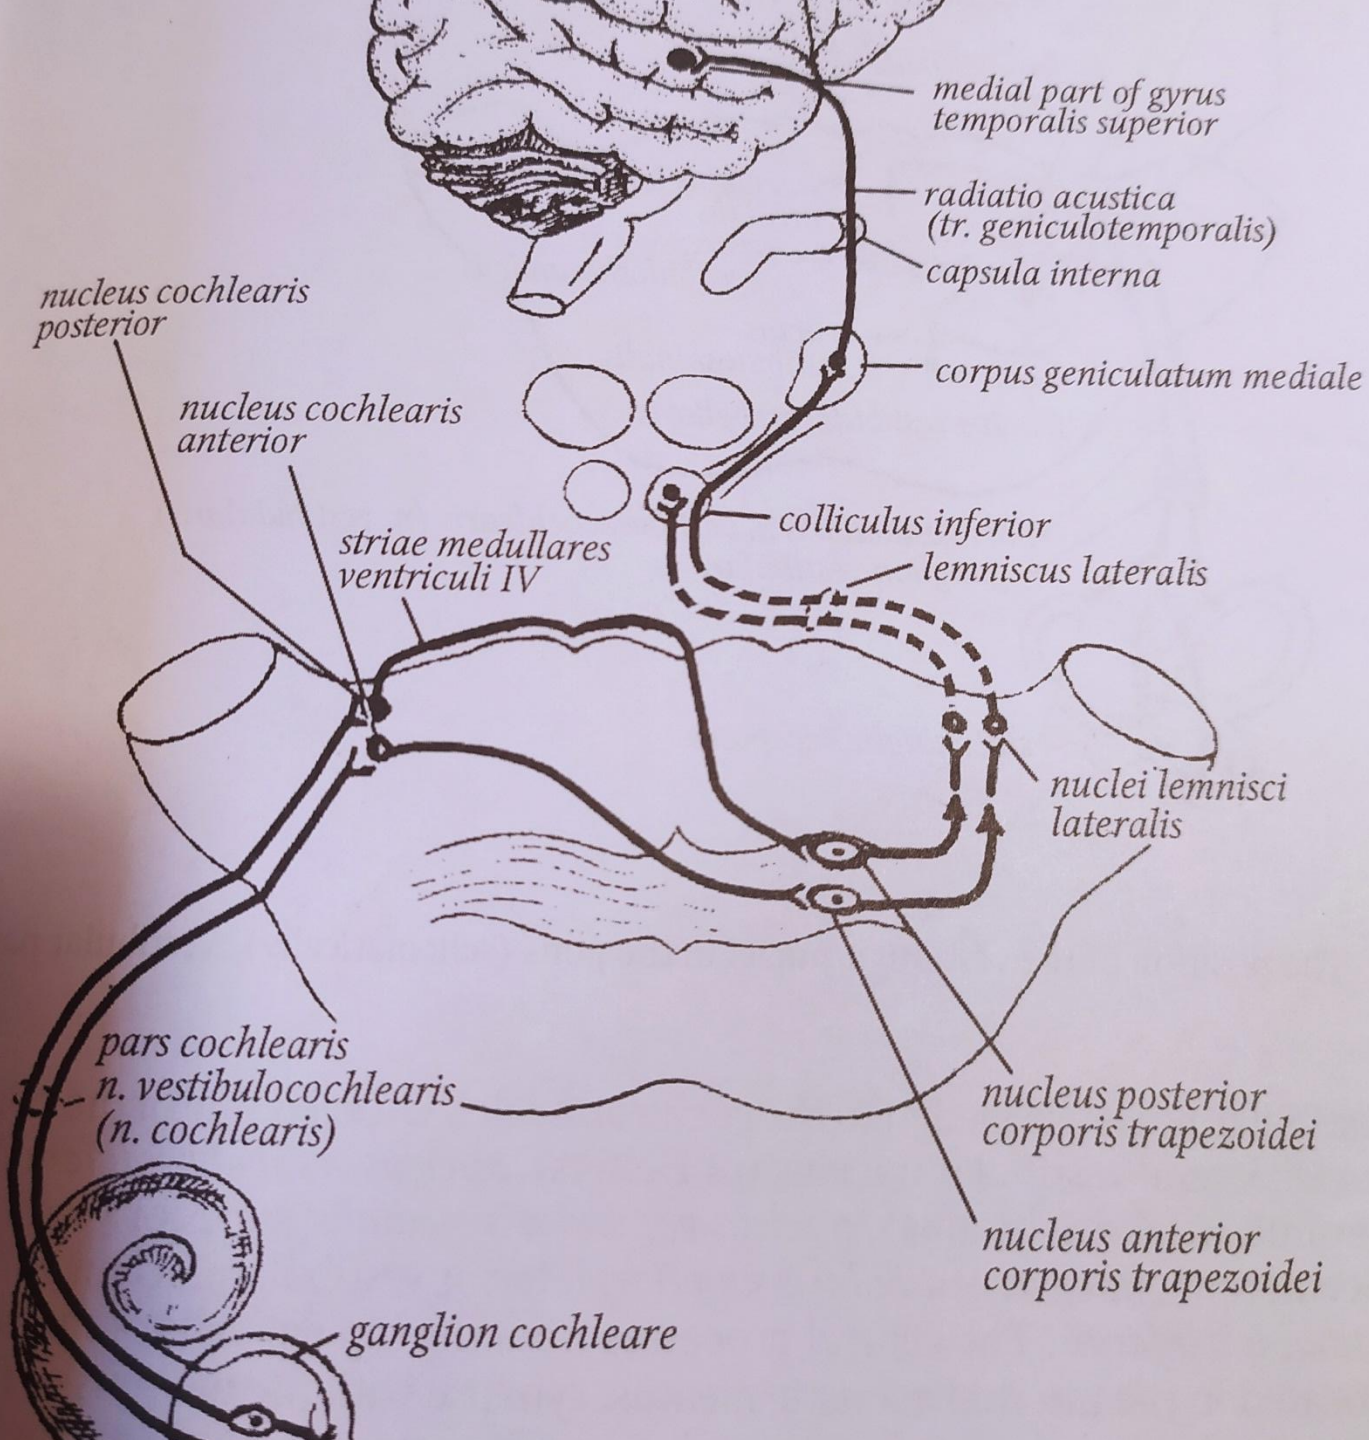 medial part of gyrus
temporalis superior
radiatio acustica
(tr. geniculotemporalis)
capsula interna
nucleus cochlearis
posterior
corpus geniculatum mediale
nucleus cochlearis
anterior
colliculus inferior
striae medullares
ventriculi IV
lemniscus lateralis
nuclei lemnisci
lateralis
pars cochlearis
n. vestibulocochlearis
(n. cochlearis)
nucleus posterior
corporis trapezoidei
nucleus anterior
corporis trapezoidei
ganglion cochleare